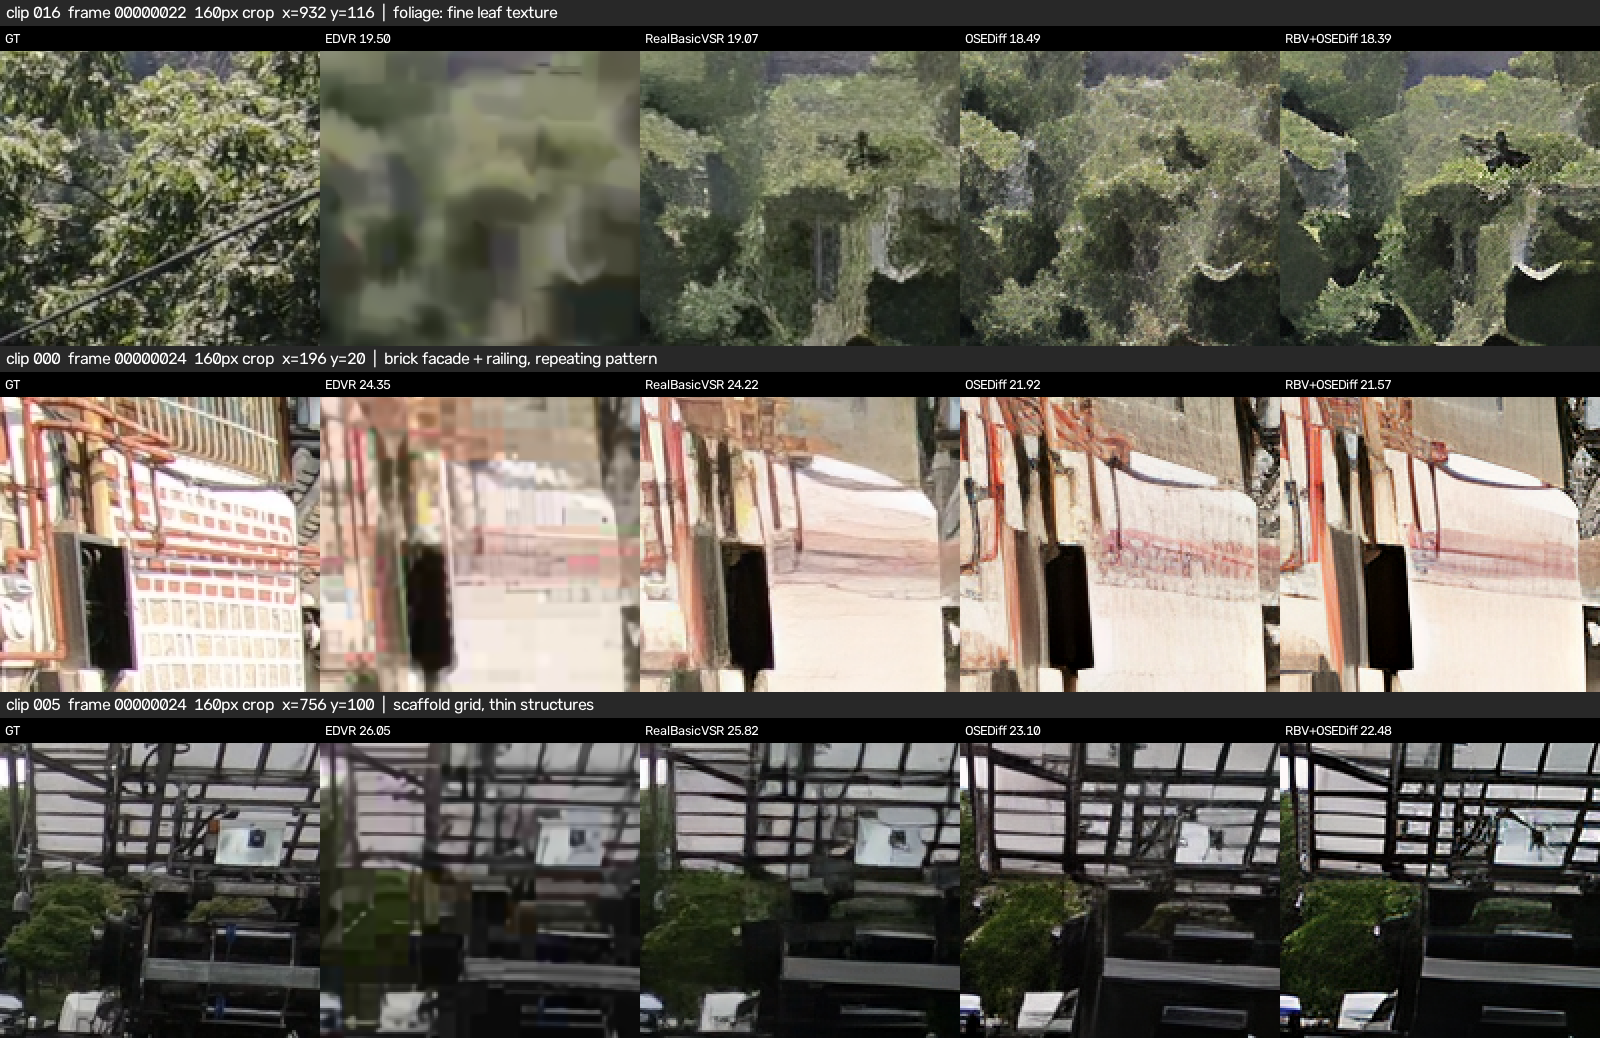 clip 016 frame 00000022 160px crop x=932 y=116 | foliage: fine leaf texture
GT EDVR 19.50 RealBasicVSR 19.07 OSEDiff 18.49 RBV+OSEDiff 18.39
clip 000 frame 00000024 160px crop x=196 y=20 | brick facade + railing, repeating pattern
GT EDVR 24.35 RealBasicVSR 24.22 OSEDiff 21.92 RBV+OSEDiff 21.57
clip 005 frame 00000024 160px crop x=756 y=100 | scaffold grid, thin structures
GT EDVR 26.05 RealBasicVSR 25.82 OSEDiff 23.10 RBV+OSEDiff 22.48